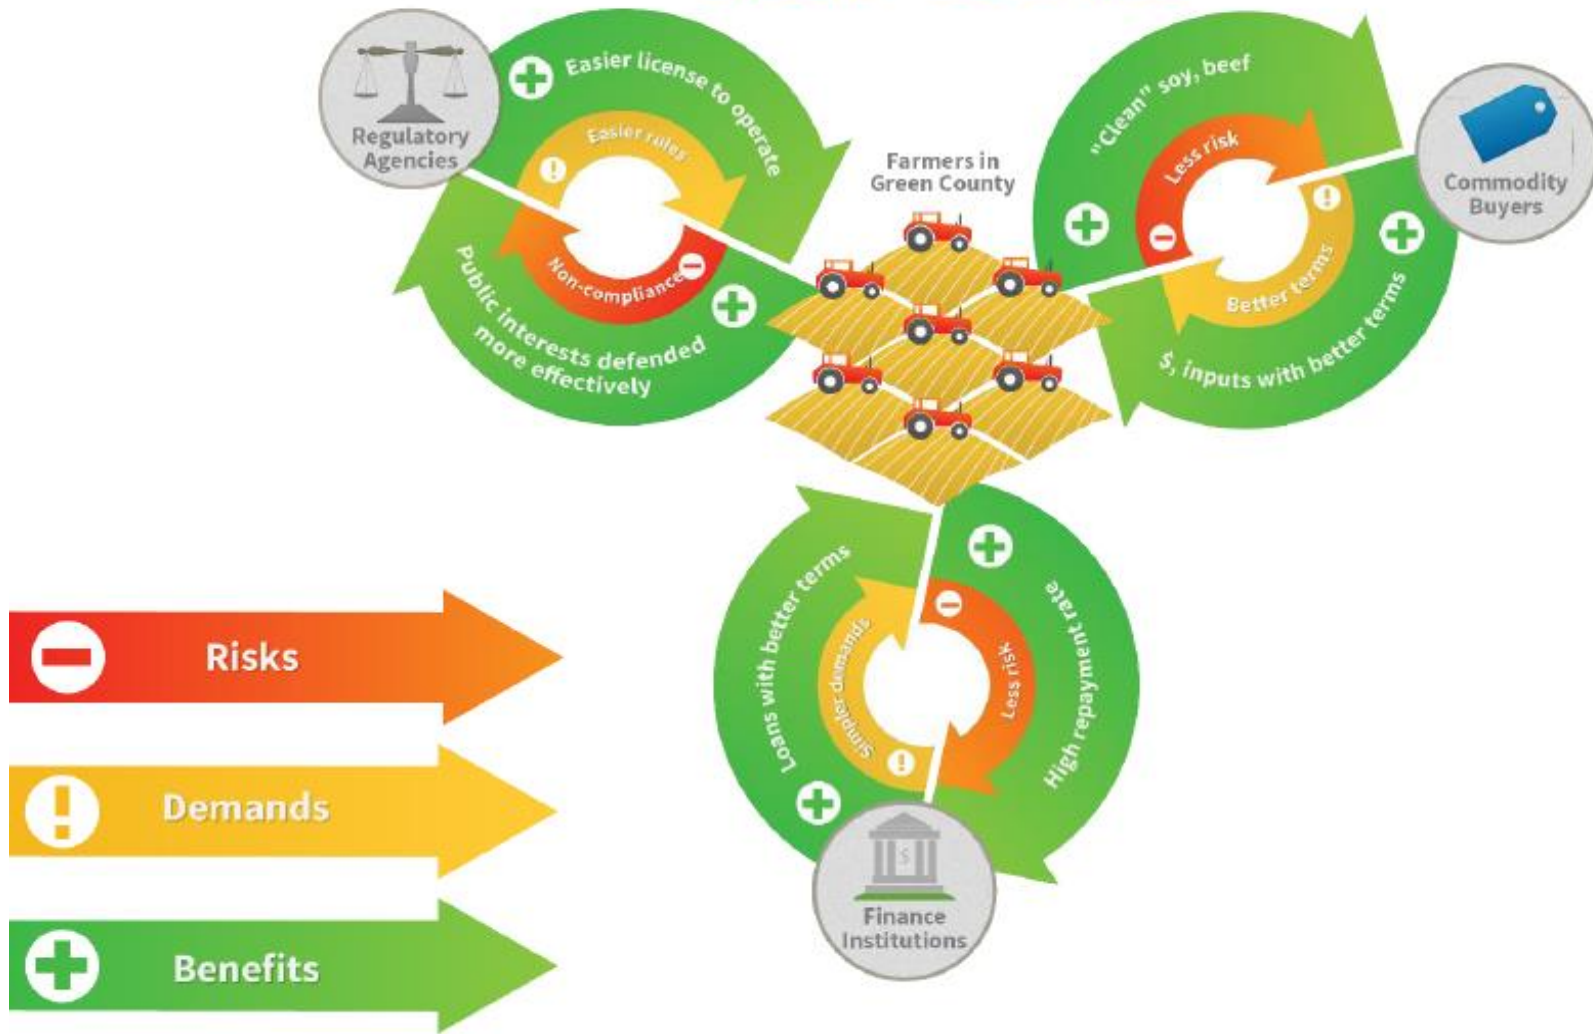 Regulatory
Agencies
Easier license to operate
Easier rules
Non-compliance
Public interests defended
more effectively
Farmers in
Green County
"Clean" soy, beef
Less risk
Better terms
$, inputs with better terms
Commodity
Buyers
Loans with better terms
Simpler demands
Less risk
High repayment rate
$
Finance
Institutions
Risks
Demands
Benefits